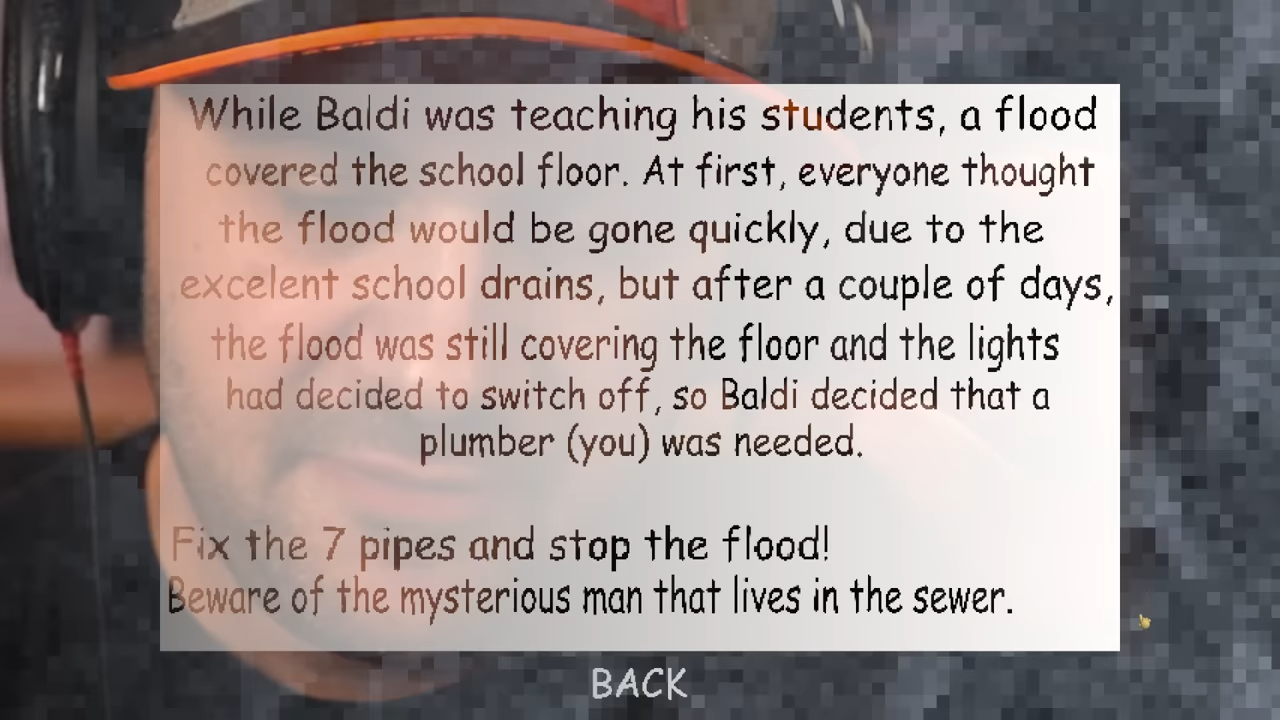 While Baldi was teaching his students, a flood
covered the school floor. At first, everyone thought
the flood would be gone quickly, due to the
excelent school drains, but after a couple of days,
the flood was still covering the floor and the lights
had decided to switch off, so Baldi decided that a
plumber (you) was needed.
Fix the 7 pipes and stop the flood!
Beware of the mysterious man that lives in the sewer.
BACK